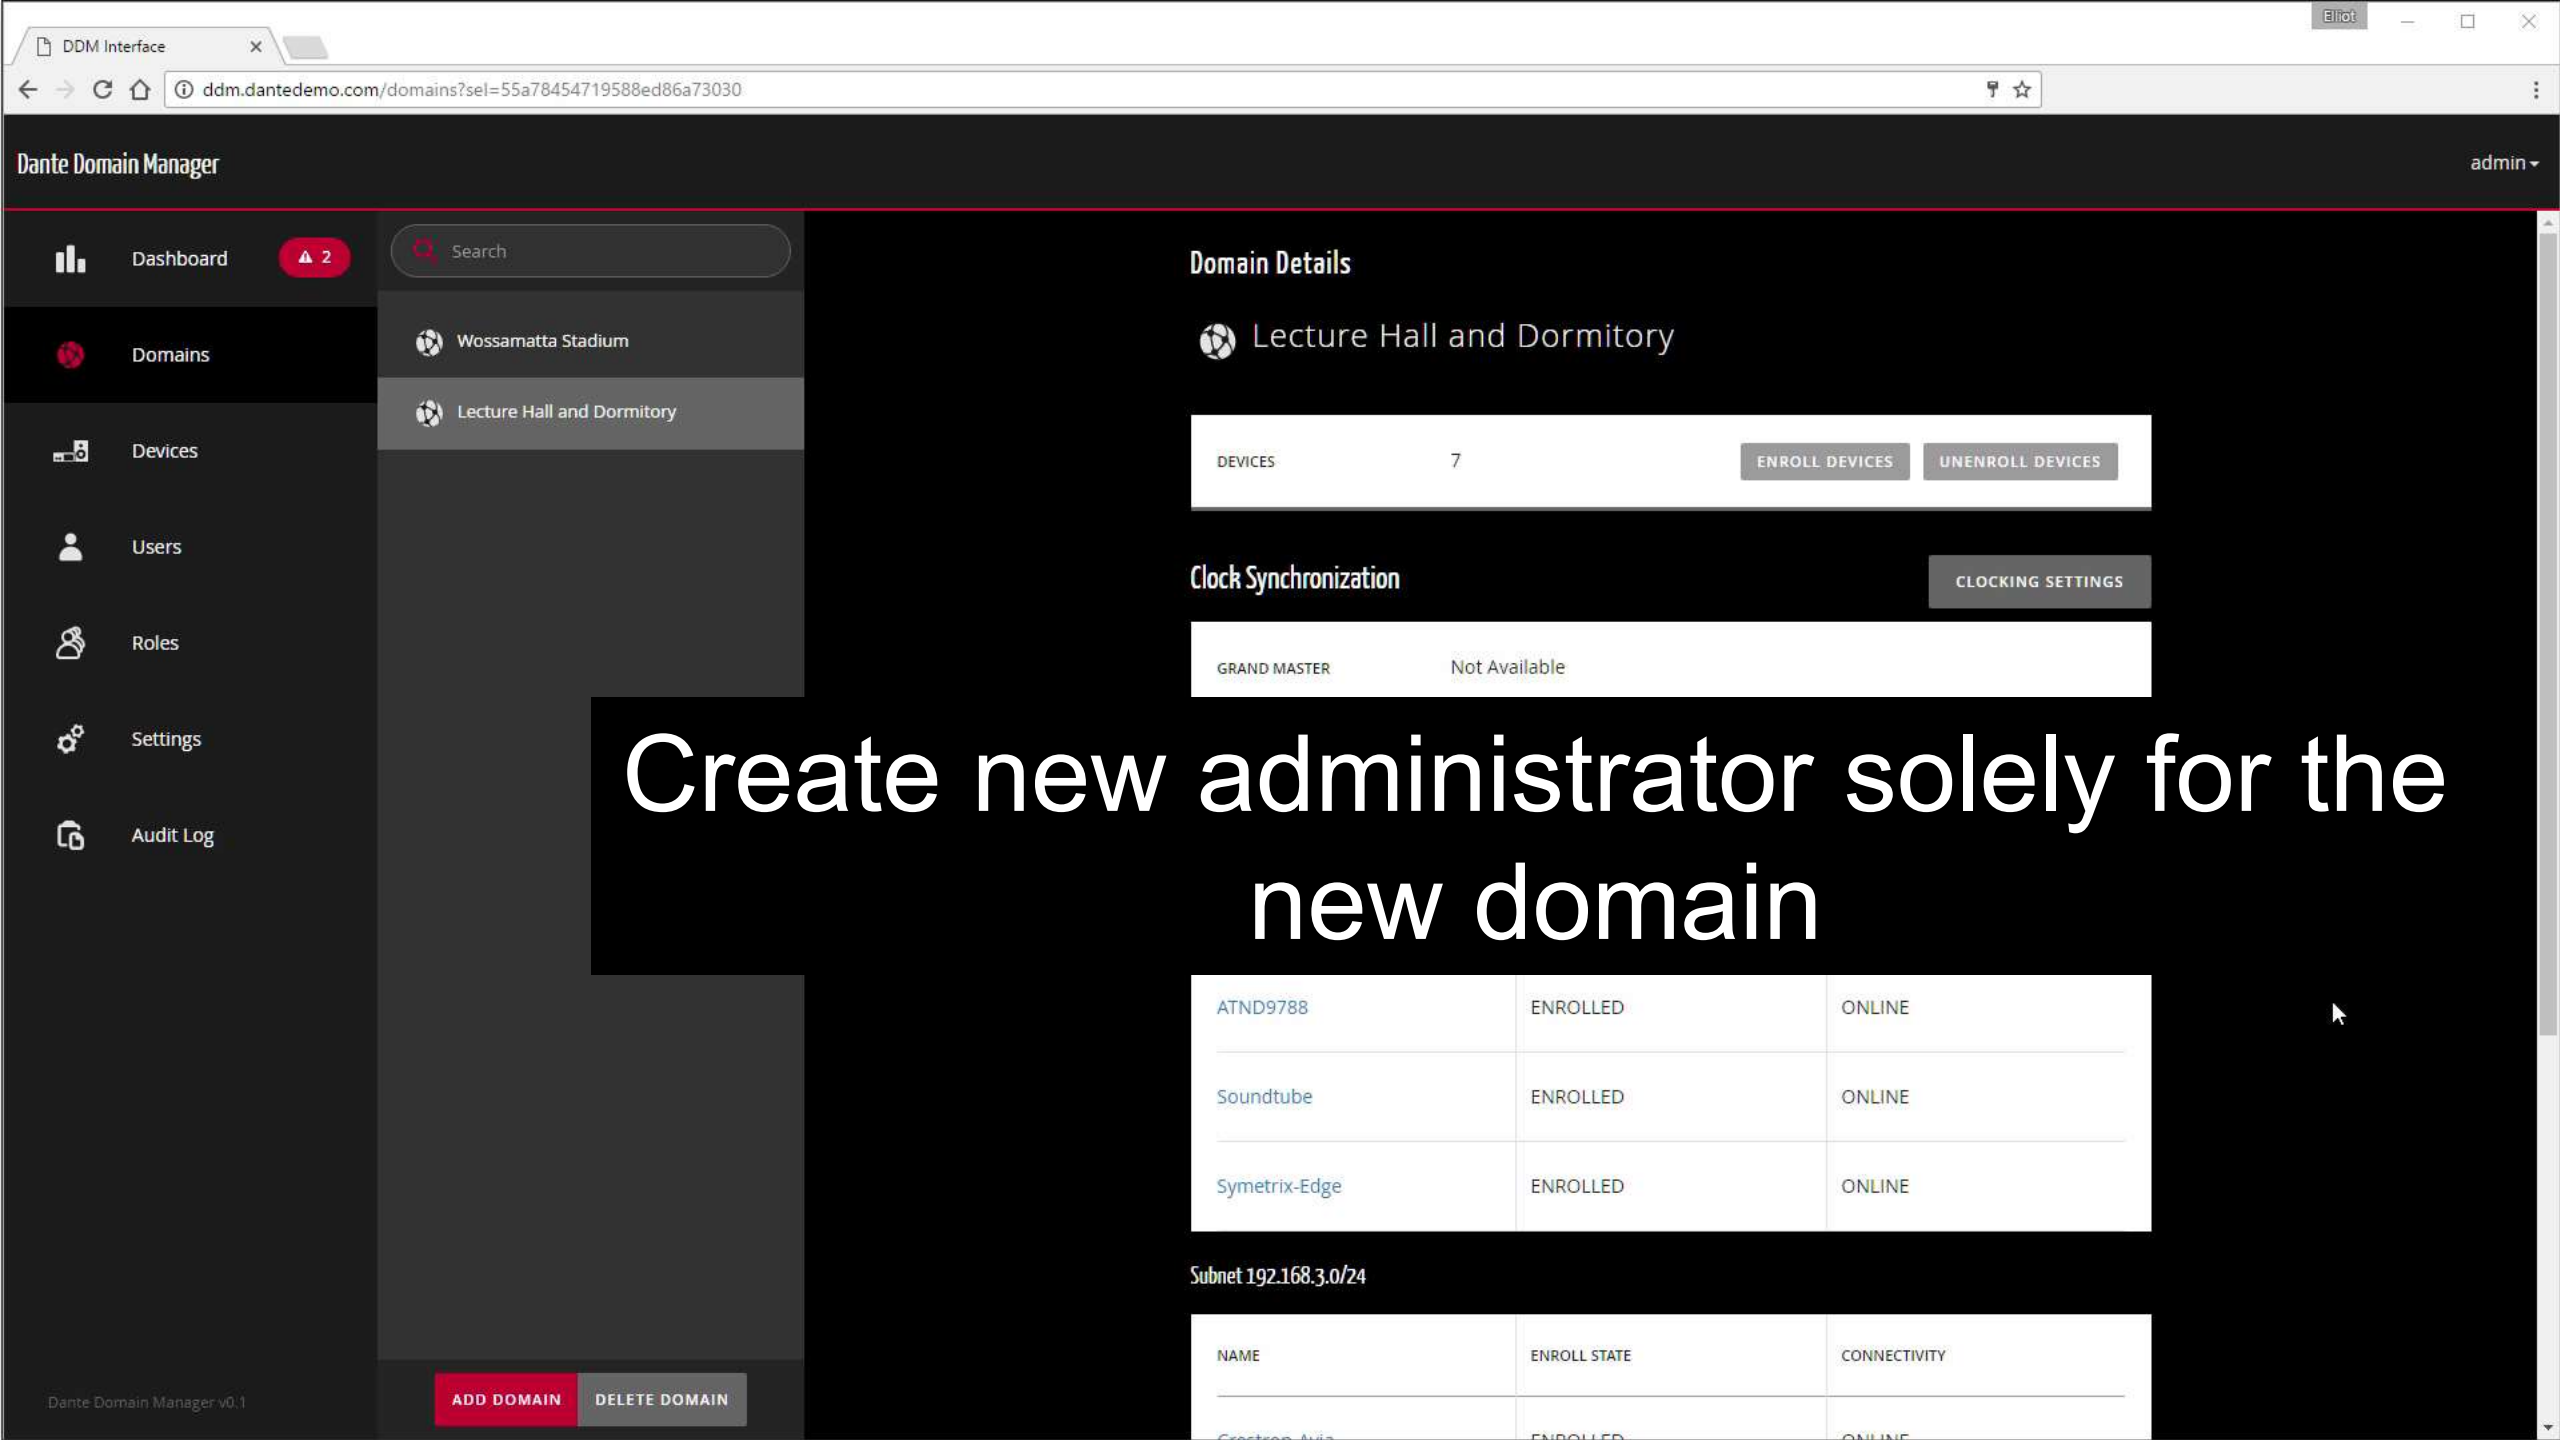 Elliot
DDM Interface
ddm.dantedemo.com/domains?sel=55a78454719588ed86a73030
Dante Domain Manager
admin
Dashboard
2
Search
Domain Details
Wossamatta Stadium
Lecture Hall and Dormitory
Domains
Lecture Hall and Dormitory
Devices
DEVICES 7 ENROLL DEVICES UNENROLL DEVICES
Users
Clock Synchronization CLOCKING SETTINGS
Roles
GRAND MASTER Not Available
Settings
Create new administrator solely for the
new domain
Audit Log
ATND9788 ENROLLED ONLINE
Soundtube ENROLLED ONLINE
Symetrix-Edge ENROLLED ONLINE
Subnet 192.168.3.0/24
NAME ENROLL STATE CONNECTIVITY
Dante Domain Manager v0.1
ADD DOMAIN DELETE DOMAIN
ENROLLED ONLINE